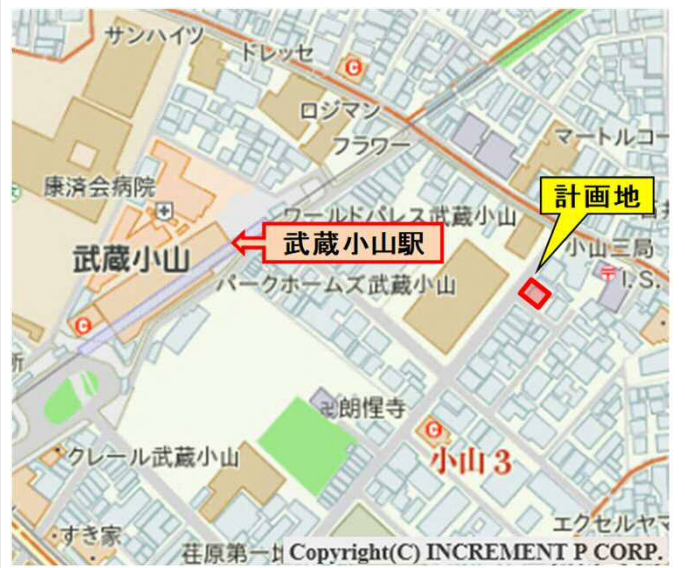 サンハイツ
ドレッセ
ロジマン
フラワー
マートルコー
康済会病院
ワールドパレス武蔵小山
計画地
武蔵小山
武蔵小山駅
小山三局
I.S.
パークホームズ武蔵小山
所
朗惺寺
小山3
クレール武蔵小山
エクセルヤマ
すき家
荏原第一
Copyright(C) INCREMENT P CORP.